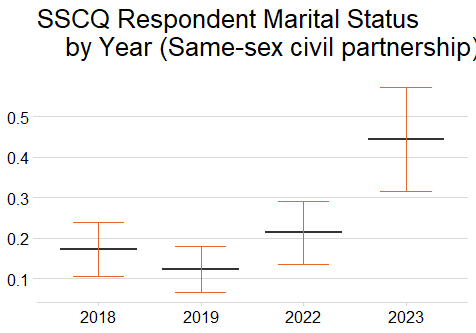 SSCQ Respondent Marital Status
by Year (Same-sex civil partnership)
0.5
0.4
0.3
0.2
0.1
2018 2019 2022 2023